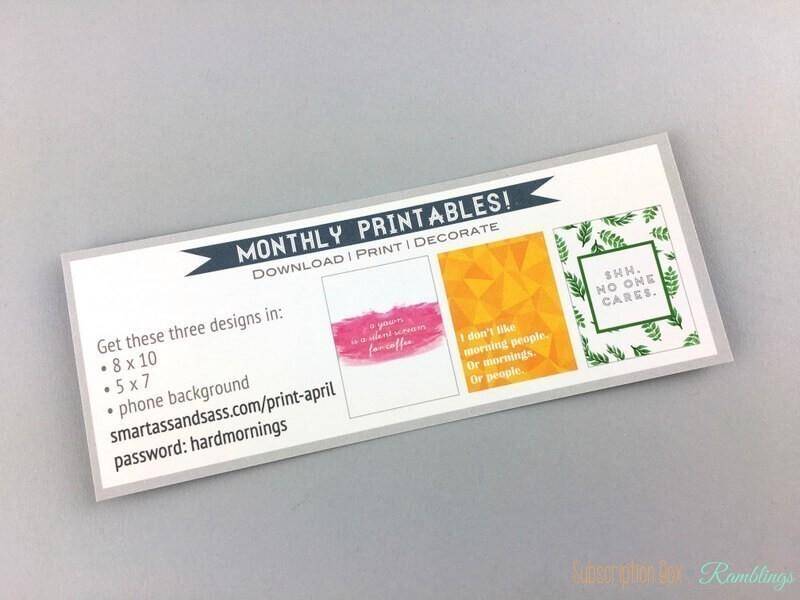 MONTHLY PRINTABLES!
DOWNLOAD | PRINT | DECORATE
Get these three designs in:
• 8 x 10
• 5 x 7
• phone background
smartassandsass.com/print-april
password: hardmornings
a yawn
is a silent scream
for coffee.
I don't like
morning people.
Or mornings.
Or people.
SHH.
NO ONE
CARES.
Subscription Box Ramblings